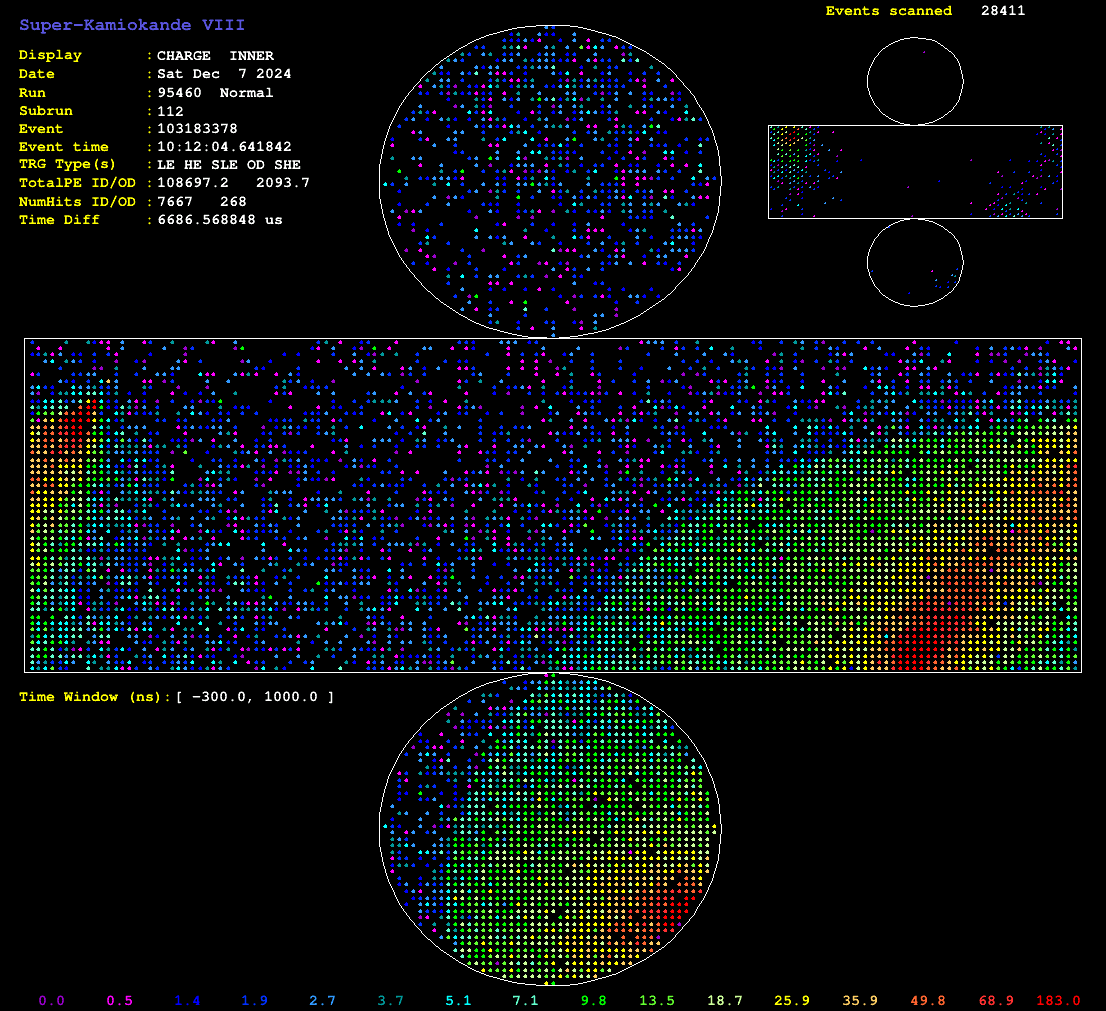 Events scanned 28411
Super-Kamiokande VIII
Display : CHARGE INNER
Date : Sat Dec 7 2024
Run : 95460 Normal
Subrun : 112
Event : 103183378
Event time : 10:12:04.641842
TRG Type(s) : LE HE SLE OD SHE
TotalPE ID/OD : 108697.2 2093.7
NumHits ID/OD : 7667 268
Time Diff : 6686.568848 us
Time Window (ns): [ -300.0, 1000.0 ]
0.0 0.5 1.4 1.9 2.7 3.7 5.1 7.1 9.8 13.5 18.7 25.9 35.9 49.8 68.9 183.0